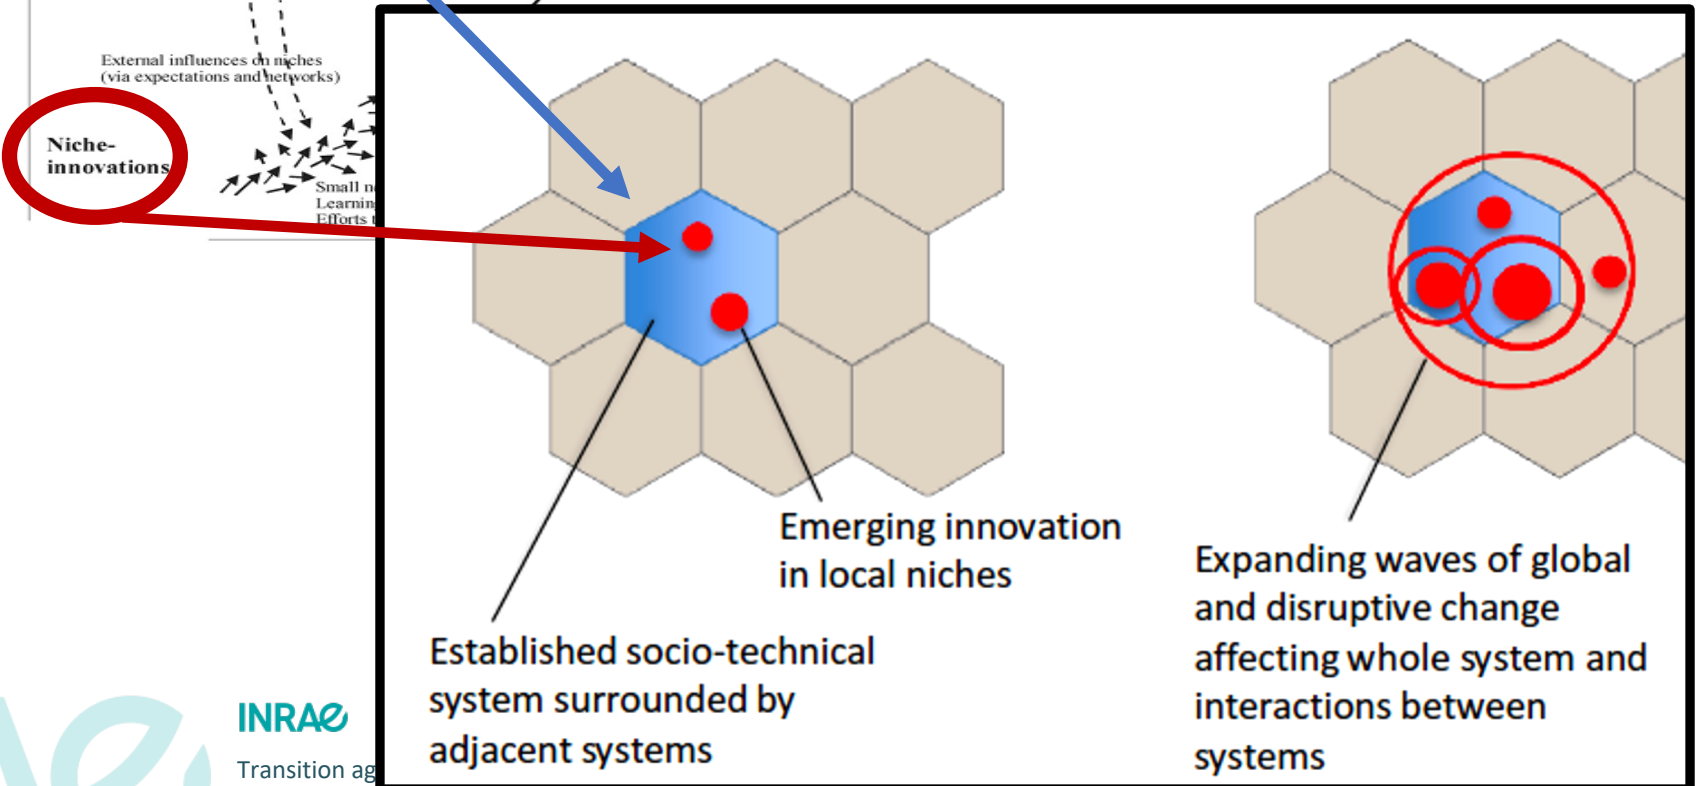 External influences on niches
(via expectations and networks)
Niche-
innovations
Small
Learning
Efforts
Emerging innovation
in local niches
Established socio-technical
system surrounded by
adjacent systems
Expanding waves of global
and disruptive change
affecting whole system and
interactions between
systems
INRAE
Transition